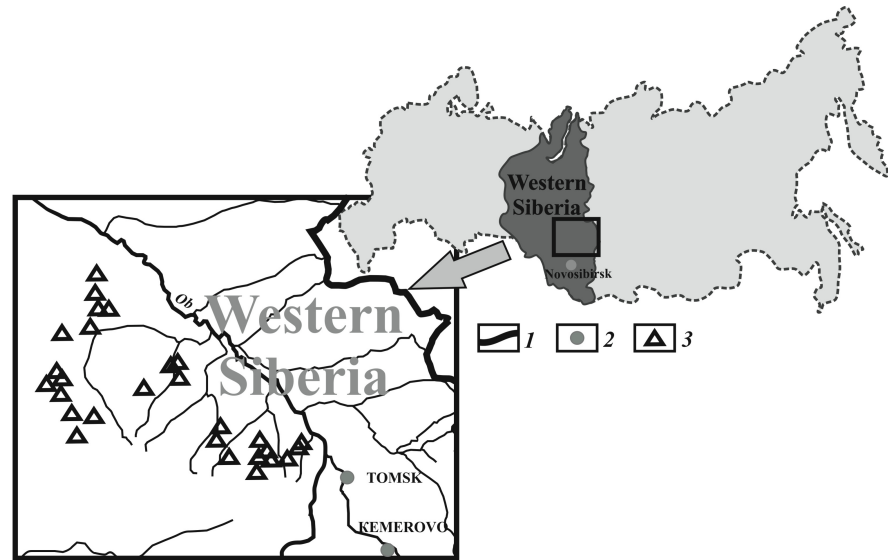 Western
Siberia
Novosibirsk
Ob
Western
Siberia
1
2
3
TOMSK
KEMEROVO